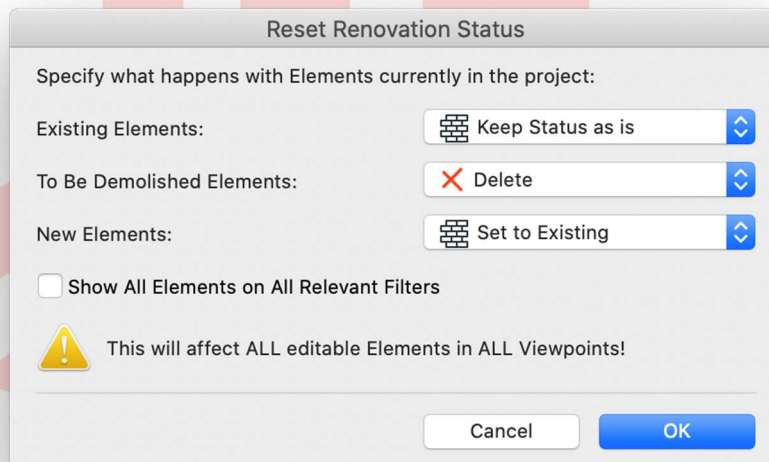 Reset Renovation Status
Specify what happens with Elements currently in the project:
Existing Elements: Keep Status as is
To Be Demolished Elements: Delete
New Elements: Set to Existing
Show All Elements on All Relevant Filters
This will affect ALL editable Elements in ALL Viewpoints!
Cancel OK